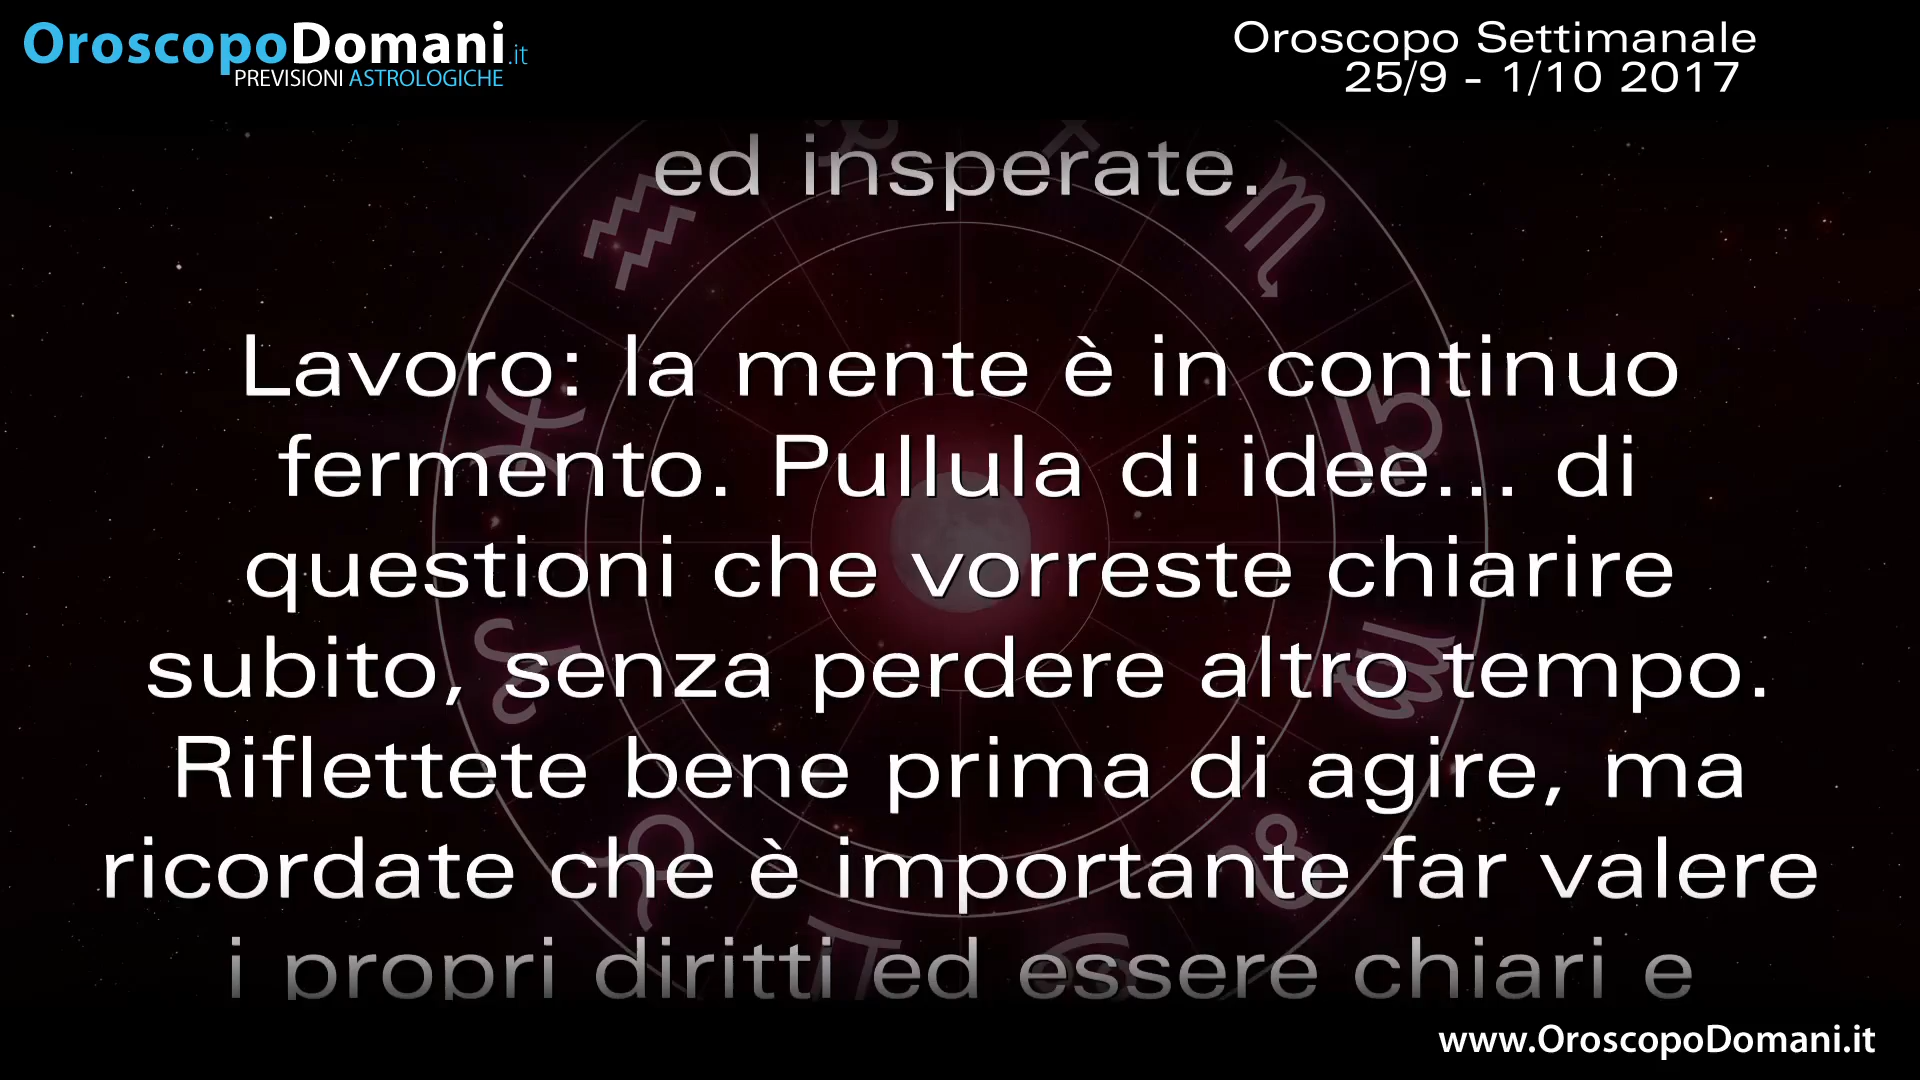 OroscopoDomani.it
PREVISIONI ASTROLOGICHE
Oroscopo Settimanale
25/9 - 1/10 2017
ed insperate.
Lavoro: la mente è in continuo
fermento. Pullula di idee... di
questioni che vorreste chiarire
subito, senza perdere altro tempo.
Riflettete bene prima di agire, ma
ricordate che è importante far valere
i propri diritti ed essere chiari e
www.OroscopoDomani.it